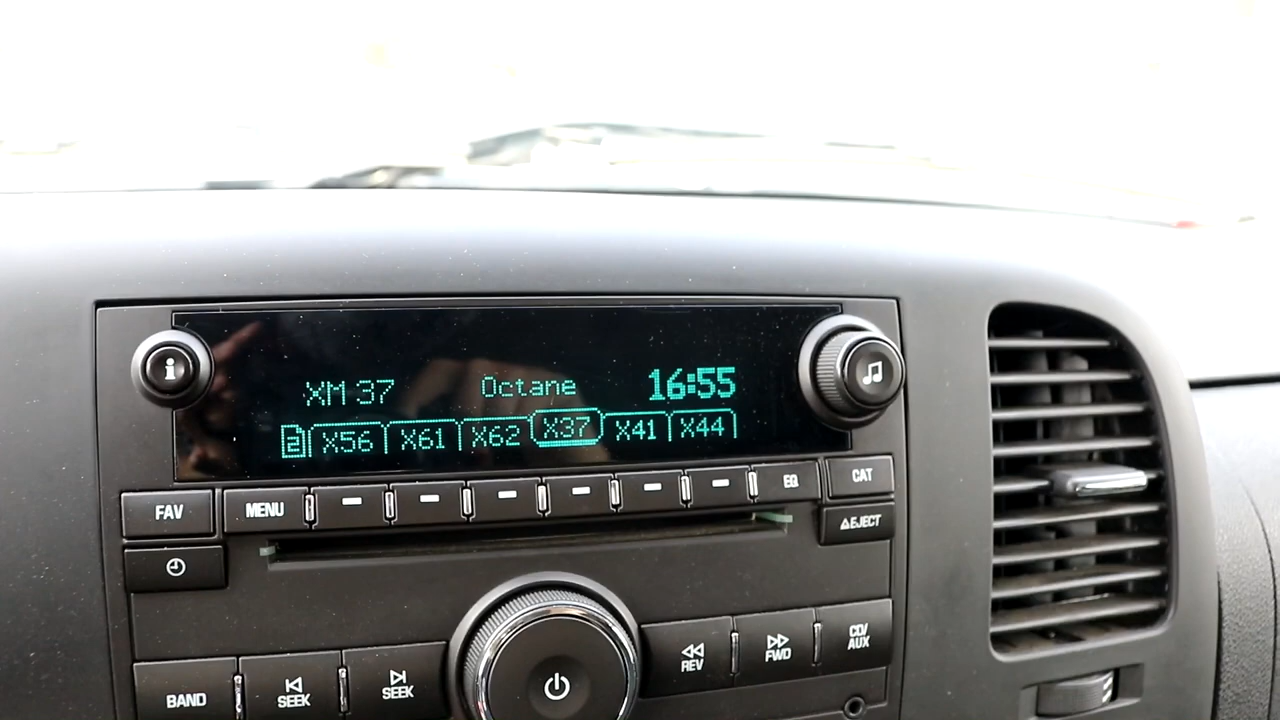 XM 37 Octane 16:55
2 X56 X61 X62 X37 X41 X44
FAV MENU EQ CAT
EJECT
BAND SEEK SEEK REV FWD CD/
AUX